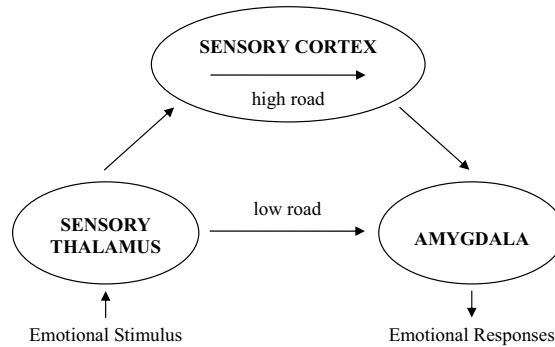 SENSORY CORTEX
high road
low road
SENSORY
THALAMUS
AMYGDALA
Emotional Stimulus
Emotional Responses